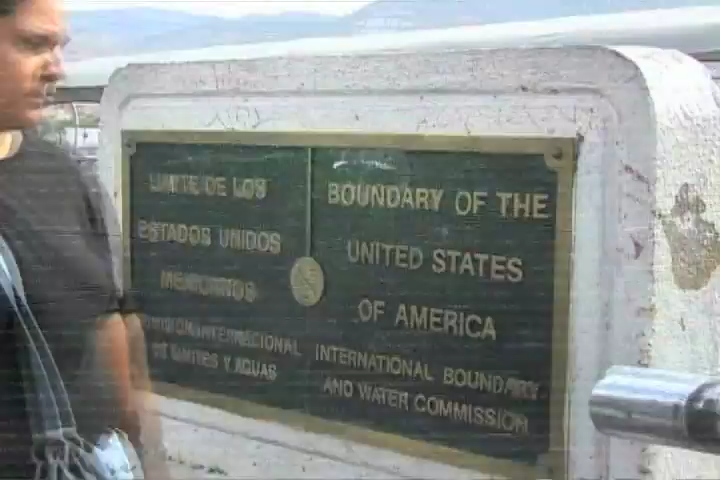 LIMITE DE LOS
ESTADOS UNIDOS
MEXICANOS
COMISION INTERNACIONAL
DE LIMITES Y AGUAS
BOUNDARY OF THE
UNITED STATES
OF AMERICA
INTERNATIONAL BOUNDARY
AND WATER COMMISSION